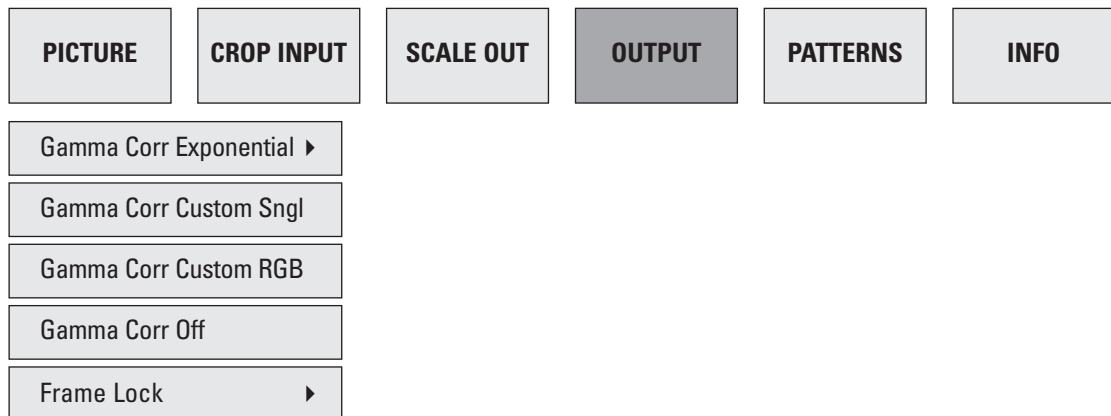 PICTURE CROP INPUT SCALE OUT OUTPUT PATTERNS INFO
Gamma Corr Exponential ▸
Gamma Corr Custom Sngl
Gamma Corr Custom RGB
Gamma Corr Off
Frame Lock ▸